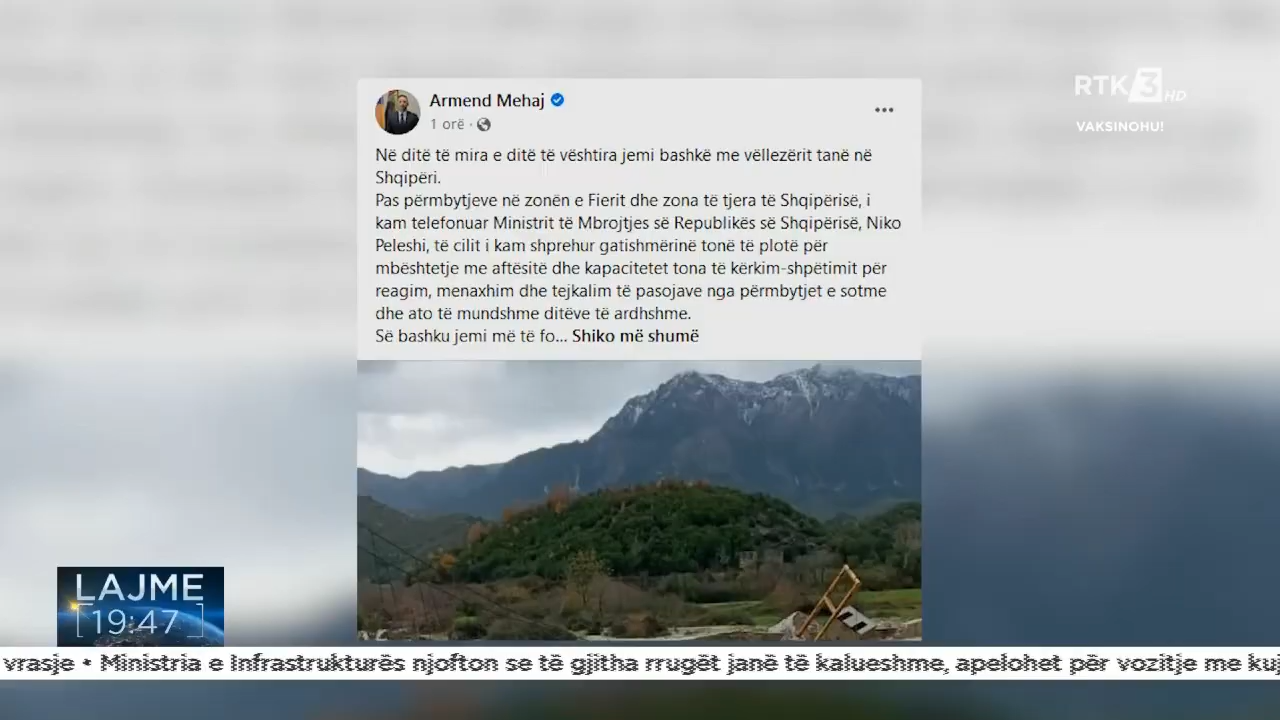 Armend Mehaj
1 orë ·
RTK 3 HD
VAKSINOHU!
Në ditë të mira e ditë të vështira jemi bashkë me vëllezërit tanë në
Shqipëri.
Pas përmbytjeve në zonën e Fierit dhe zona të tjera të Shqipërisë, i
kam telefonuar Ministrit të Mbrojtjes së Republikës së Shqipërisë, Niko
Peleshi, të cilit i kam shprehur gatishmërinë tonë të plotë për
mbështetje me aftësitë dhe kapacitetet tona të kërkim-shpëtimit për
reagim, menaxhim dhe tejkalim të pasojave nga përmbytjet e sotme
dhe ato të mundshme ditëve të ardhshme.
Së bashku jemi më të fo... Shiko më shumë
LAJME
[19:47]
vrasje • Ministria e Infrastrukturës njofton se të gjitha rrugët janë të kalueshme, apelohet për vozitje me kuj